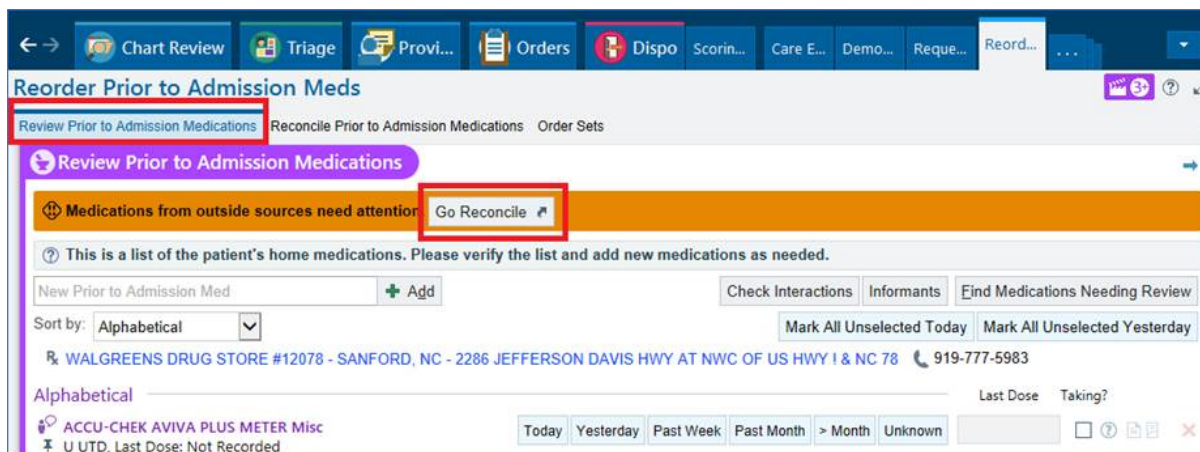 Chart Review Triage Provi... Orders Dispo Scorin... Care E... Demo... Reque... Reord... ...
Reorder Prior to Admission Meds 3+
Review Prior to Admission Medications Reconcile Prior to Admission Medications Order Sets
Review Prior to Admission Medications
Medications from outside sources need attention Go Reconcile
This is a list of the patient's home medications. Please verify the list and add new medications as needed.
New Prior to Admission Med Add Check Interactions Informants Find Medications Needing Review
Sort by: Alphabetical Mark All Unselected Today Mark All Unselected Yesterday
Rx WALGREENS DRUG STORE #12078 - SANFORD, NC - 2286 JEFFERSON DAVIS HWY AT NWC OF US HWY ! & NC 78 919-777-5983
Alphabetical Last Dose Taking?
ACCU-CHEK AVIVA PLUS METER Misc Today Yesterday Past Week Past Month > Month Unknown
U UTD, Last Dose: Not Recorded